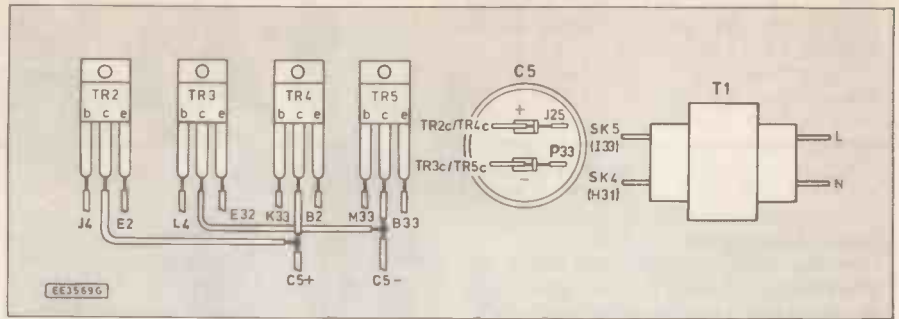 C5
T1
TR2 TR3 TR4 TR5
b c e b c e b c e b c e
+ J25
TR2c/TR4c
SK5
(I33)
L
P33
TR3c/TR5c
-
SK4
(H31)
N
J4 E2 L4 E32 K33 B2 M33 B33
C5+ C5-
EE3569G